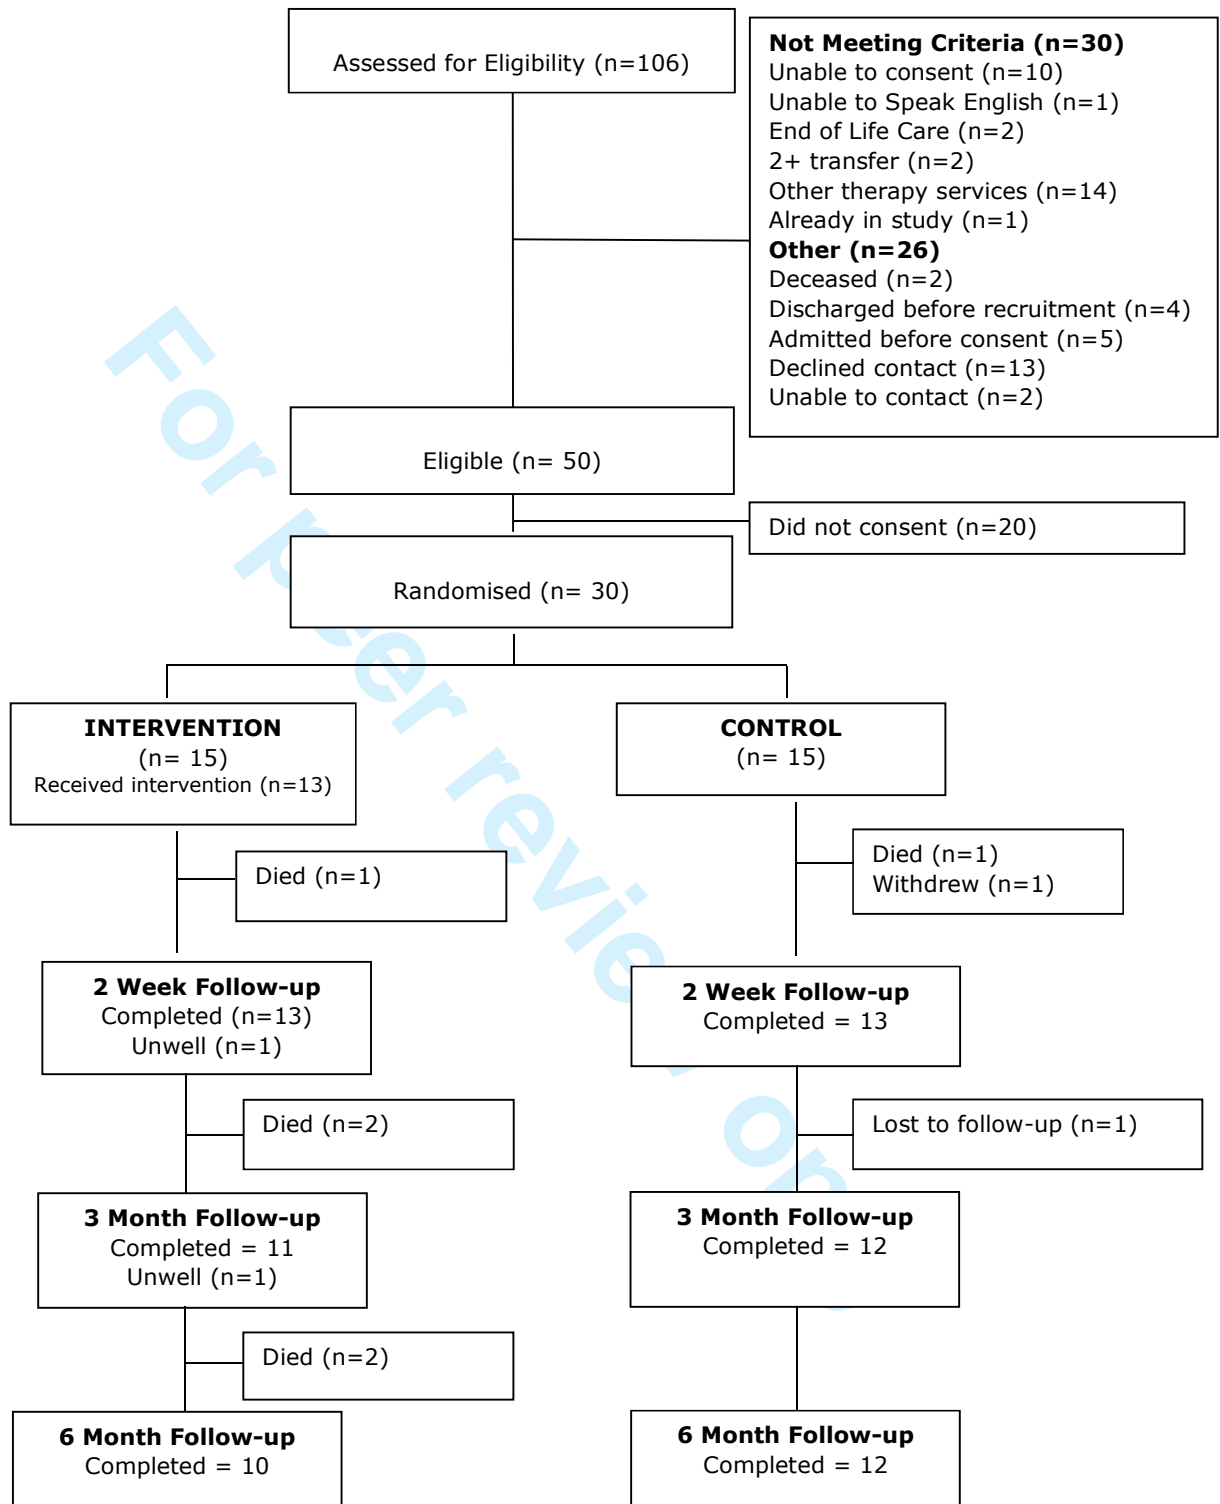 Assessed for Eligibility (n=106)
Not Meeting Criteria (n=30)
Unable to consent (n=10)
Unable to Speak English (n=1)
End of Life Care (n=2)
2+ transfer (n=2)
Other therapy services (n=14)
Already in study (n=1)
Other (n=26)
Deceased (n=2)
Discharged before recruitment (n=4)
Admitted before consent (n=5)
Declined contact (n=13)
Unable to contact (n=2)
Eligible (n= 50)
Did not consent (n=20)
Randomised (n= 30)
INTERVENTION
(n= 15)
Received intervention (n=13)
CONTROL
(n= 15)
Died (n=1)
Died (n=1)
Withdrew (n=1)
2 Week Follow-up
Completed (n=13)
Unwell (n=1)
2 Week Follow-up
Completed = 13
Died (n=2)
Lost to follow-up (n=1)
3 Month Follow-up
Completed = 11
Unwell (n=1)
3 Month Follow-up
Completed = 12
Died (n=2)
6 Month Follow-up
Completed = 10
6 Month Follow-up
Completed = 12
For peer review